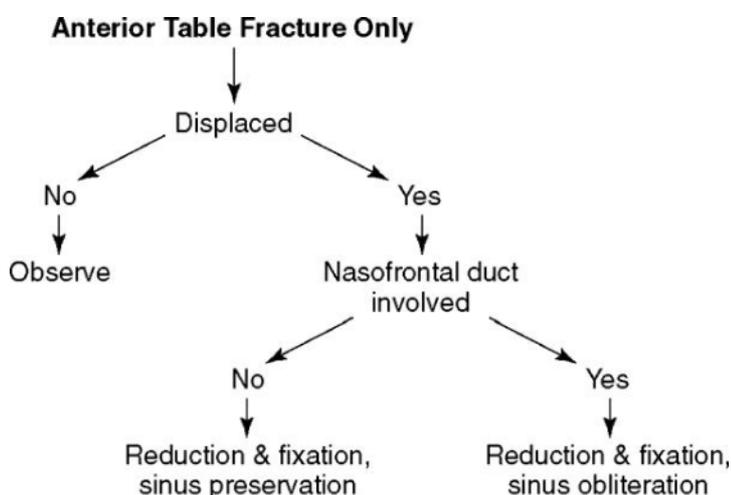 Anterior Table Fracture Only
Displaced
No
Yes
Observe
Nasofrontal duct
involved
No
Yes
Reduction & fixation,
sinus preservation
Reduction & fixation,
sinus obliteration